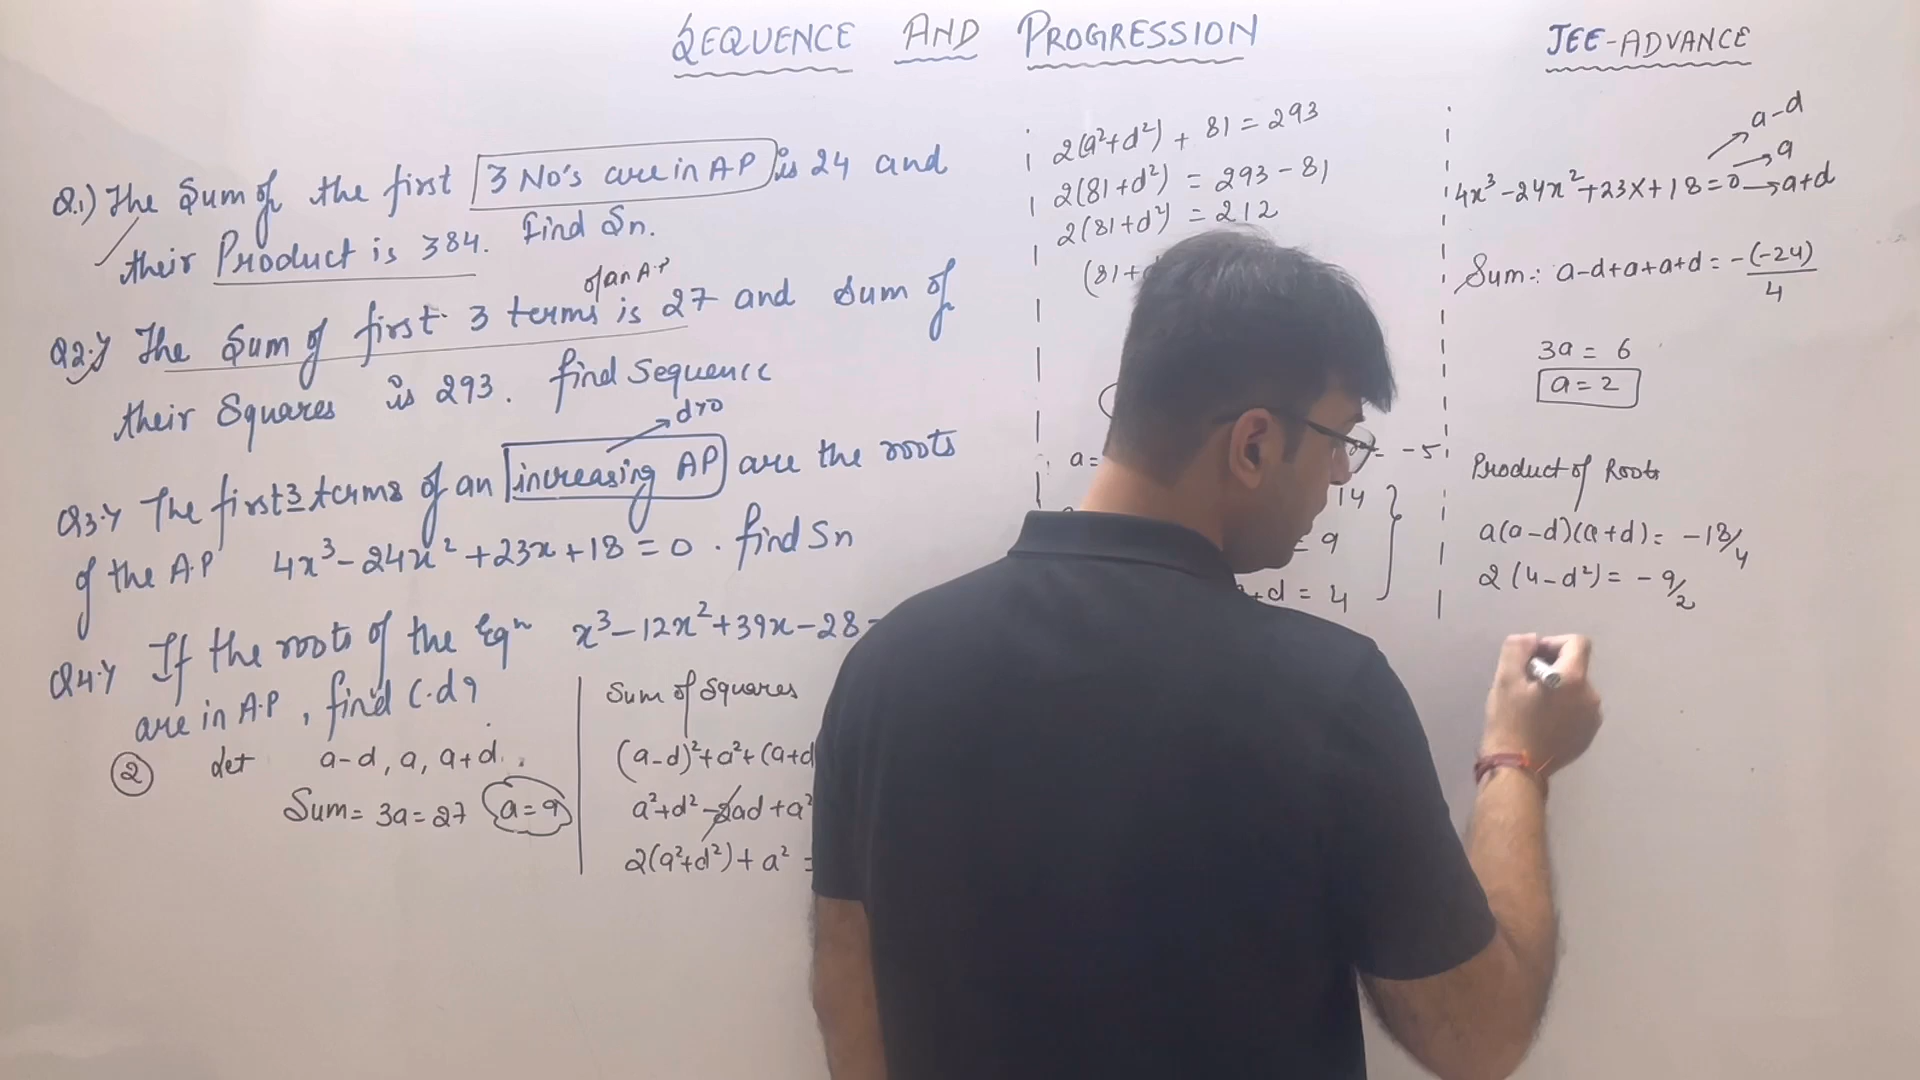 SEQUENCE AND PROGRESSION
JEE-ADVANCE
Q.1) The Sum of the first 3 No's are in AP is 24 and
their Product is 384. Find Sn.
of an A.P
Q2.) The Sum of first 3 terms is 27 and sum of
their Squares is 293. find Sequence
d>0
Q3.) The first 3 terms of an increasing AP are the roots
of the A.P 4x³-24x²+23x+18=0. find Sn
Q4.) If the roots of the Eqⁿ x³-12x²+39x-28
are in A.P, find C.d?
② let a-d, a, a+d.
Sum= 3a=27 a=9
Sum of Squares
(a-d)²+a²+(a+d
a²+d²-2ad+a²
2(a²+d²)+a² =
2(a²+d²)+81=293
2(81+d²)=293-81
2(81+d²)=212
(81+d
a=
= -5
14
= 9
+d = 4
a-d
a
4x³-24x²+23x+18=0 → a+d
Sum:- a-d+a+a+d = -(-24)/4
3a = 6
a = 2
Product of Roots
a(a-d)(a+d)= -18/4
2(4-d²)= -9/2